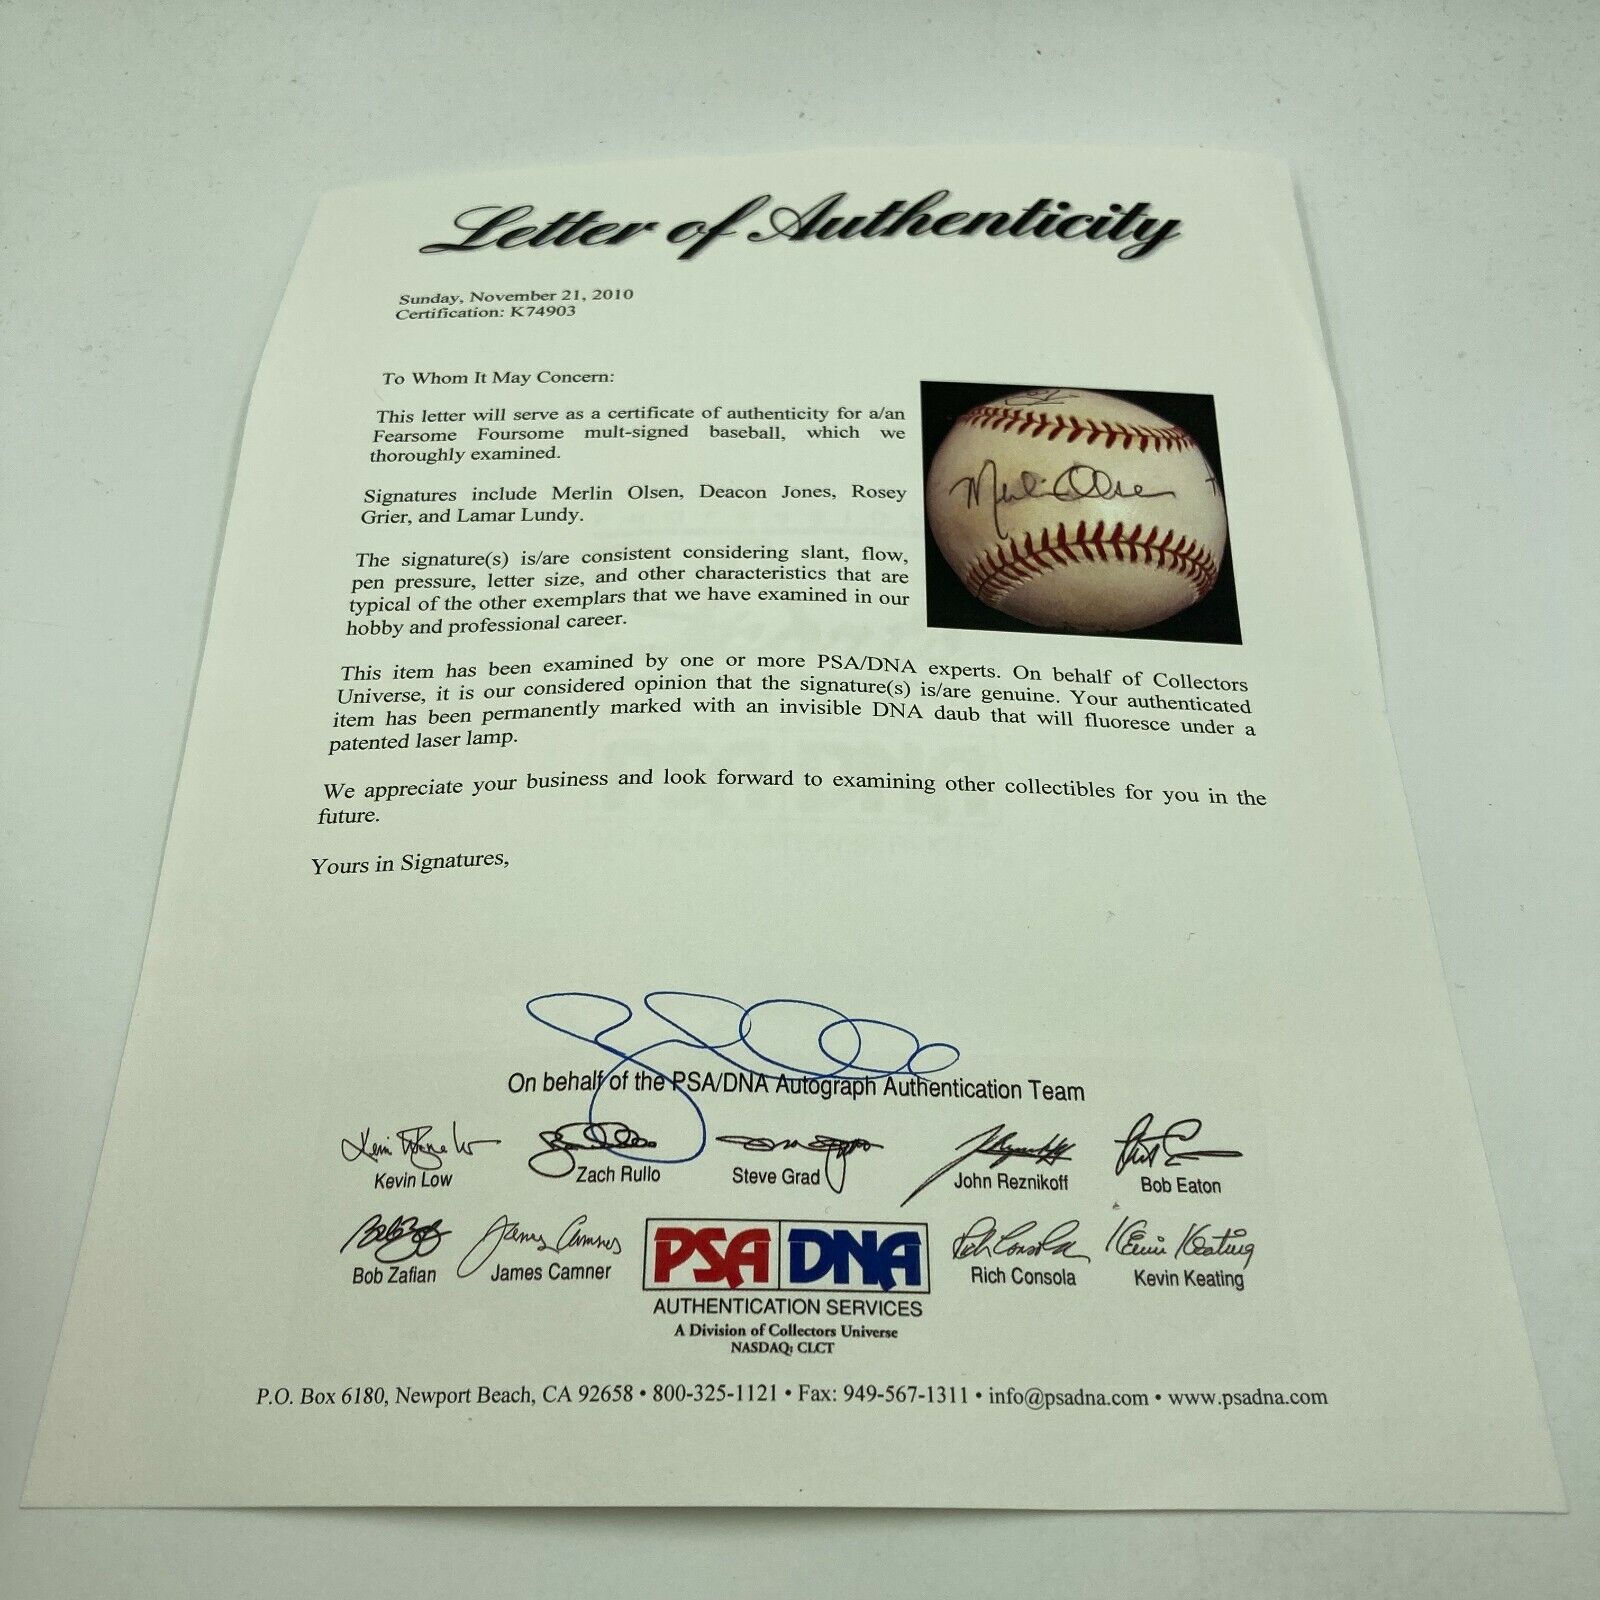 Letter of Authenticity
Sunday, November 21, 2010
Certification: K74903
To Whom It May Concern:
This letter will serve as a certificate of authenticity for a/an
Fearsome Foursome mult-signed baseball, which we
thoroughly examined.
Signatures include Merlin Olsen, Deacon Jones, Rosey
Grier, and Lamar Lundy.
The signature(s) is/are consistent considering slant, flow,
pen pressure, letter size, and other characteristics that are
typical of the other exemplars that we have examined in our
hobby and professional career.
Merlin Olsen
This item has been examined by one or more PSA/DNA experts. On behalf of Collectors
Universe, it is our considered opinion that the signature(s) is/are genuine. Your authenticated
item has been permanently marked with an invisible DNA daub that will fluoresce under a
patented laser lamp.
We appreciate your business and look forward to examining other collectibles for you in the
future.
Yours in Signatures,
On behalf of the PSA/DNA Autograph Authentication Team
Kevin Low Zach Rullo Steve Grad John Reznikoff Bob Eaton
James Camner Rich Consola Kevin Keating
Bob Zafian James Camner PSA DNA Rich Consola Kevin Keating
AUTHENTICATION SERVICES
A Division of Collectors Universe
NASDAQ: CLCT
P.O. Box 6180, Newport Beach, CA 92658 • 800-325-1121 • Fax: 949-567-1311 • info@psadna.com • www.psadna.com